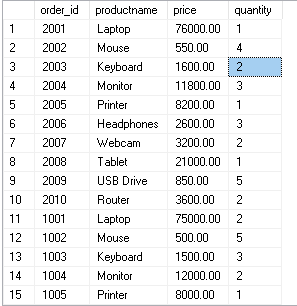 order_id productname price quantity
1 2001 Laptop 76000.00 1
2 2002 Mouse 550.00 4
3 2003 Keyboard 1600.00 2
4 2004 Monitor 11800.00 3
5 2005 Printer 8200.00 1
6 2006 Headphones 2600.00 3
7 2007 Webcam 3200.00 2
8 2008 Tablet 21000.00 1
9 2009 USB Drive 850.00 5
10 2010 Router 3600.00 2
11 1001 Laptop 75000.00 2
12 1002 Mouse 500.00 5
13 1003 Keyboard 1500.00 3
14 1004 Monitor 12000.00 2
15 1005 Printer 8000.00 1